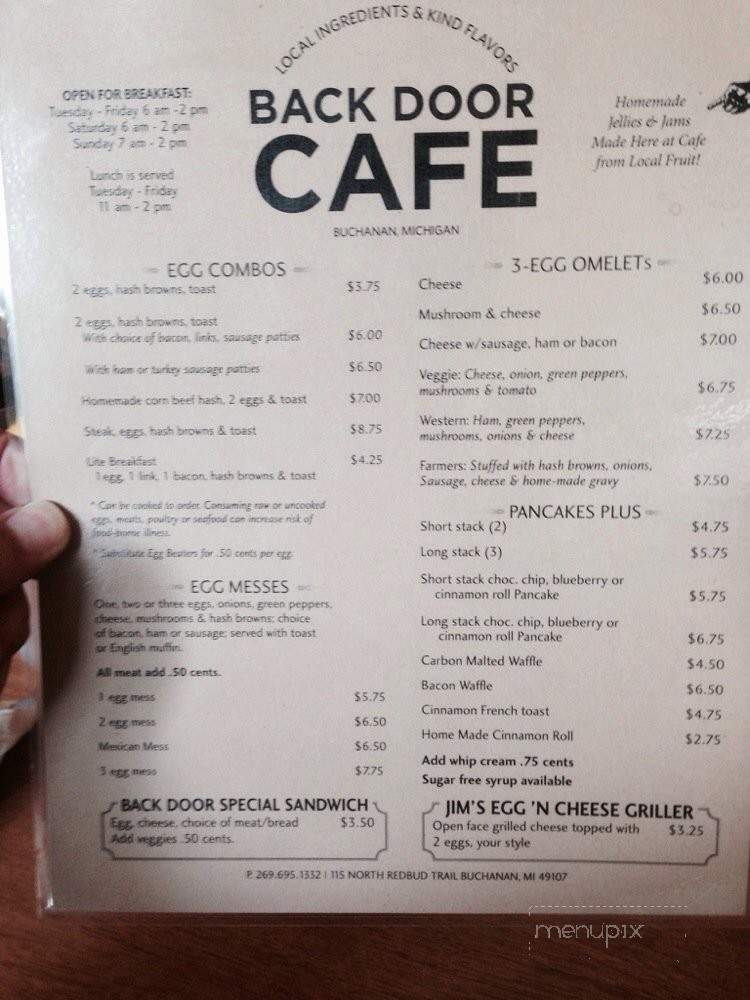 LOCAL INGREDIENTS & KIND FLAVORS
BACK DOOR
CAFE
BUCHANAN, MICHIGAN
OPEN FOR BREAKFAST:
Tuesday - Friday 6 am -2 pm
Saturday 6 am - 2 pm
Sunday 7 am - 2 pm
Lunch is served
Tuesday - Friday
11 am - 2 pm
Homemade
Jellies & Jams
Made Here at Cafe
from Local Fruit!
EGG COMBOS
2 eggs, hash browns, toast $3.75
2 eggs, hash browns, toast
With choice of bacon, links, sausage patties $6.00
With ham or turkey sausage patties $6.50
Homemade corn beef hash, 2 eggs & toast $7.00
Steak, eggs, hash browns & toast $8.75
Lite Breakfast $4.25
1 egg, 1 link, 1 bacon, hash browns & toast
* Can be cooked to order. Consuming raw or uncooked
eggs, meats, poultry or seafood can increase risk of
food-borne illness.
* Substitute Egg Beaters for .50 cents per egg.
EGG MESSES
One, two or three eggs, onions, green peppers,
cheese, mushrooms & hash browns; choice
of bacon, ham or sausage; served with toast
or English muffin.
All meat add .50 cents.
1 egg mess $5.75
2 egg mess $6.50
Mexican Mess $6.50
3 egg mess $7.75
BACK DOOR SPECIAL SANDWICH
Egg, cheese, choice of meat/bread $3.50
Add veggies .50 cents.
3-EGG OMELETs
Cheese $6.00
Mushroom & cheese $6.50
Cheese w/sausage, ham or bacon $7.00
Veggie: Cheese, onion, green peppers,
mushrooms & tomato $6.75
Western: Ham, green peppers,
mushrooms, onions & cheese $7.25
Farmers: Stuffed with hash browns, onions,
Sausage, cheese & home-made gravy $7.50
PANCAKES PLUS
Short stack (2) $4.75
Long stack (3) $5.75
Short stack choc. chip, blueberry or
cinnamon roll Pancake $5.75
Long stack choc. chip, blueberry or
cinnamon roll Pancake $6.75
Carbon Malted Waffle $4.50
Bacon Waffle $6.50
Cinnamon French toast $4.75
Home Made Cinnamon Roll $2.75
Add whip cream .75 cents
Sugar free syrup available
JIM'S EGG 'N CHEESE GRILLER
Open face grilled cheese topped with $3.25
2 eggs, your style
P. 269.695.1332 | 115 NORTH REDBUD TRAIL BUCHANAN, MI 49107
menupix